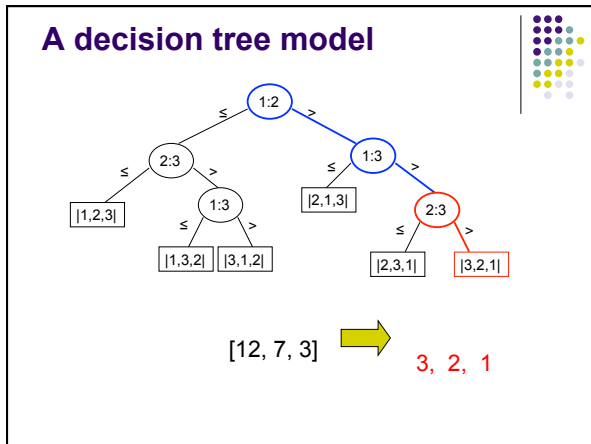 A decision tree model
1:2
≤ >
2:3 1:3
≤ > ≤ >
|1,2,3| 1:3 |2,1,3| 2:3
≤ > ≤ >
|1,3,2| |3,1,2| |2,3,1| |3,2,1|
[12, 7, 3] 3, 2, 1